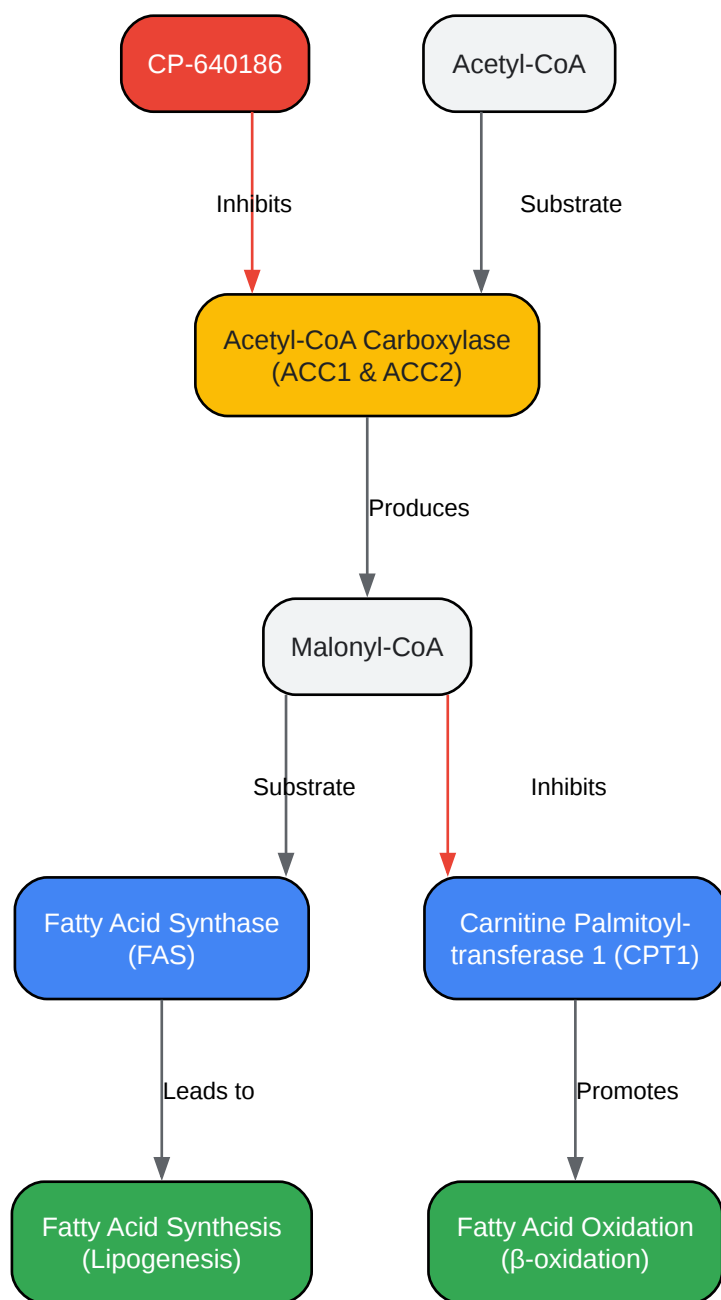 CP-640186
Acetyl-CoA
Inhibits
Substrate
Acetyl-CoA Carboxylase
(ACC1 & ACC2)
Produces
Malonyl-CoA
Substrate
Inhibits
Fatty Acid Synthase
(FAS)
Carnitine Palmitoyl-
transferase 1 (CPT1)
Leads to
Promotes
Fatty Acid Synthesis
(Lipogenesis)
Fatty Acid Oxidation
(β-oxidation)